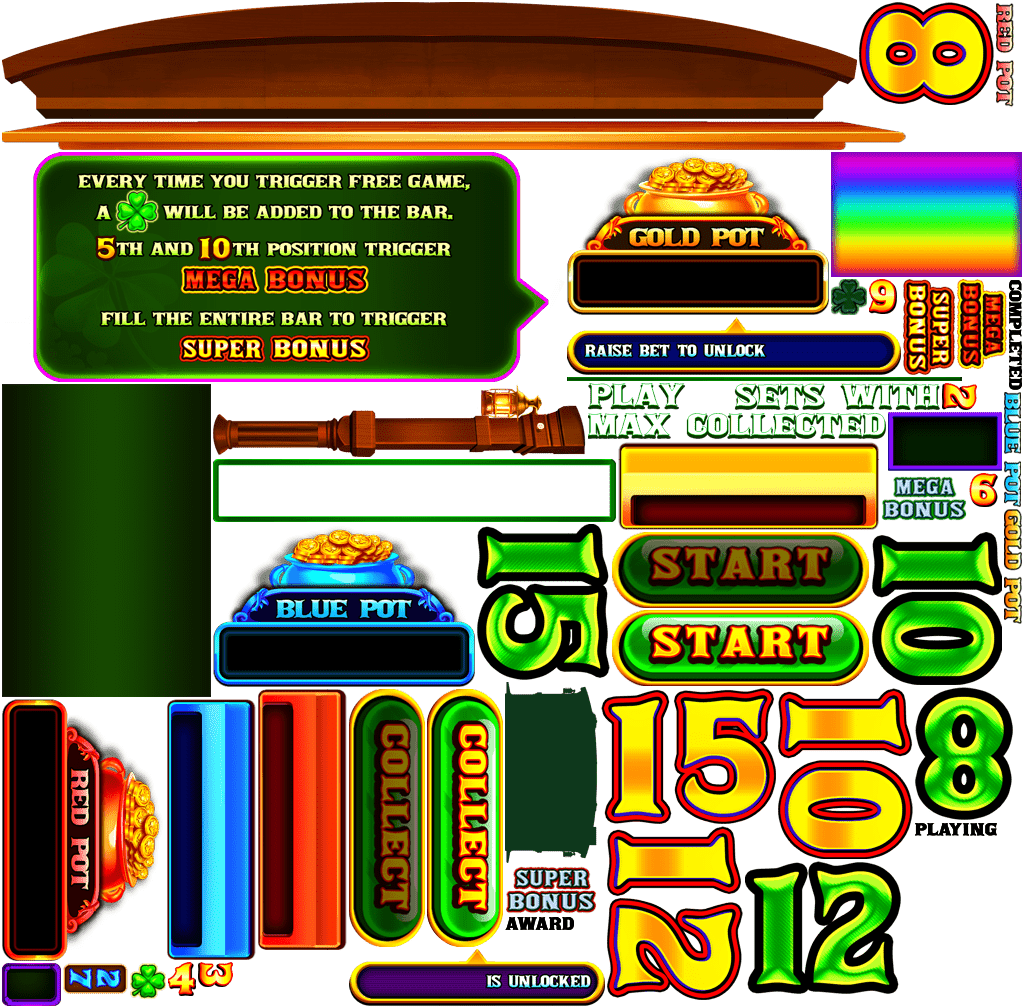 8
RED POT
EVERY TIME YOU TRIGGER FREE GAME,
A WILL BE ADDED TO THE BAR.
5TH AND 10TH POSITION TRIGGER
MEGA BONUS
FILL THE ENTIRE BAR TO TRIGGER
SUPER BONUS
GOLD POT
RAISE BET TO UNLOCK
9
SUPER
BONUS
MEGA
BONUS
COMPLETED
PLAY SETS WITH
MAX COLLECTED
2
BLUE POT
MEGA
BONUS
6
GOLD POT
BLUE POT
15
START
START
10
RED POT
COLLECT
COLLECT
15
10
8
PLAYING
12
12
SUPER
BONUS
AWARD
27
4
3
IS UNLOCKED